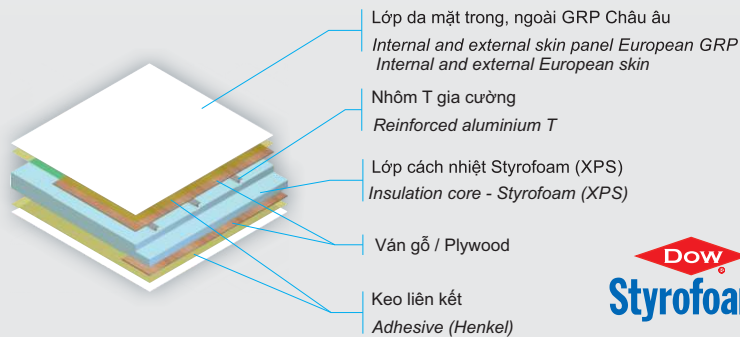 Lớp da mặt trong, ngoài GRP Châu âu
Internal and external skin panel European GRP
Internal and external European skin
Nhôm T gia cường
Reinforced aluminium T
Lớp cách nhiệt Styrofoam (XPS)
Insulation core - Styrofoam (XPS)
Ván gỗ / Plywood
Keo liên kết
Adhesive (Henkel)
DOW